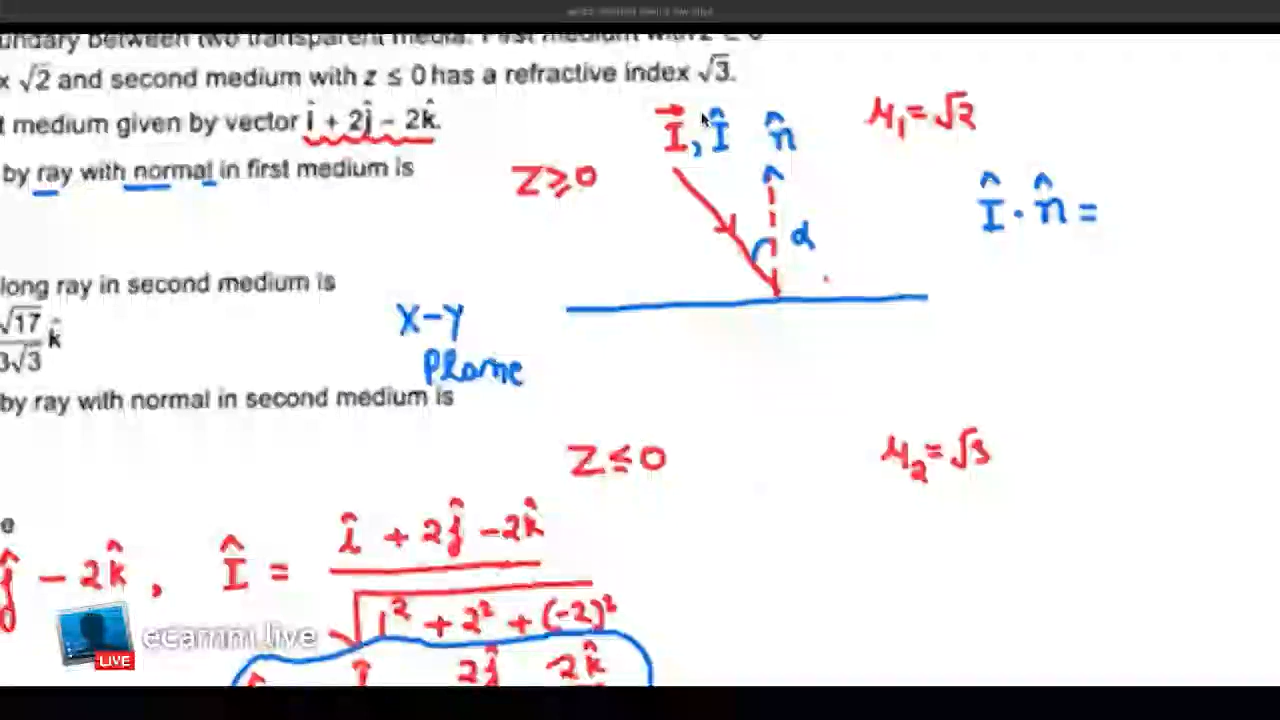 undary between two transparent media. First medium with z ≥ 0
x √2 and second medium with z ≤ 0 has a refractive index √3.
t medium given by vector î + 2ĵ – 2k̂.
by ray with normal in first medium is
long ray in second medium is
√17
3√3
k̂
by ray with normal in second medium is
e
I⃗, Î n̂
μ₁ = √2
Z ≥ 0
α
Î · n̂ =
X-Y
Plane
Z ≤ 0
μ₂ = √3
ĵ - 2k̂ , Î = î + 2ĵ - 2k̂
√1² + 2² + (-2)²
2ĵ 2k̂
ecamm live
LIVE